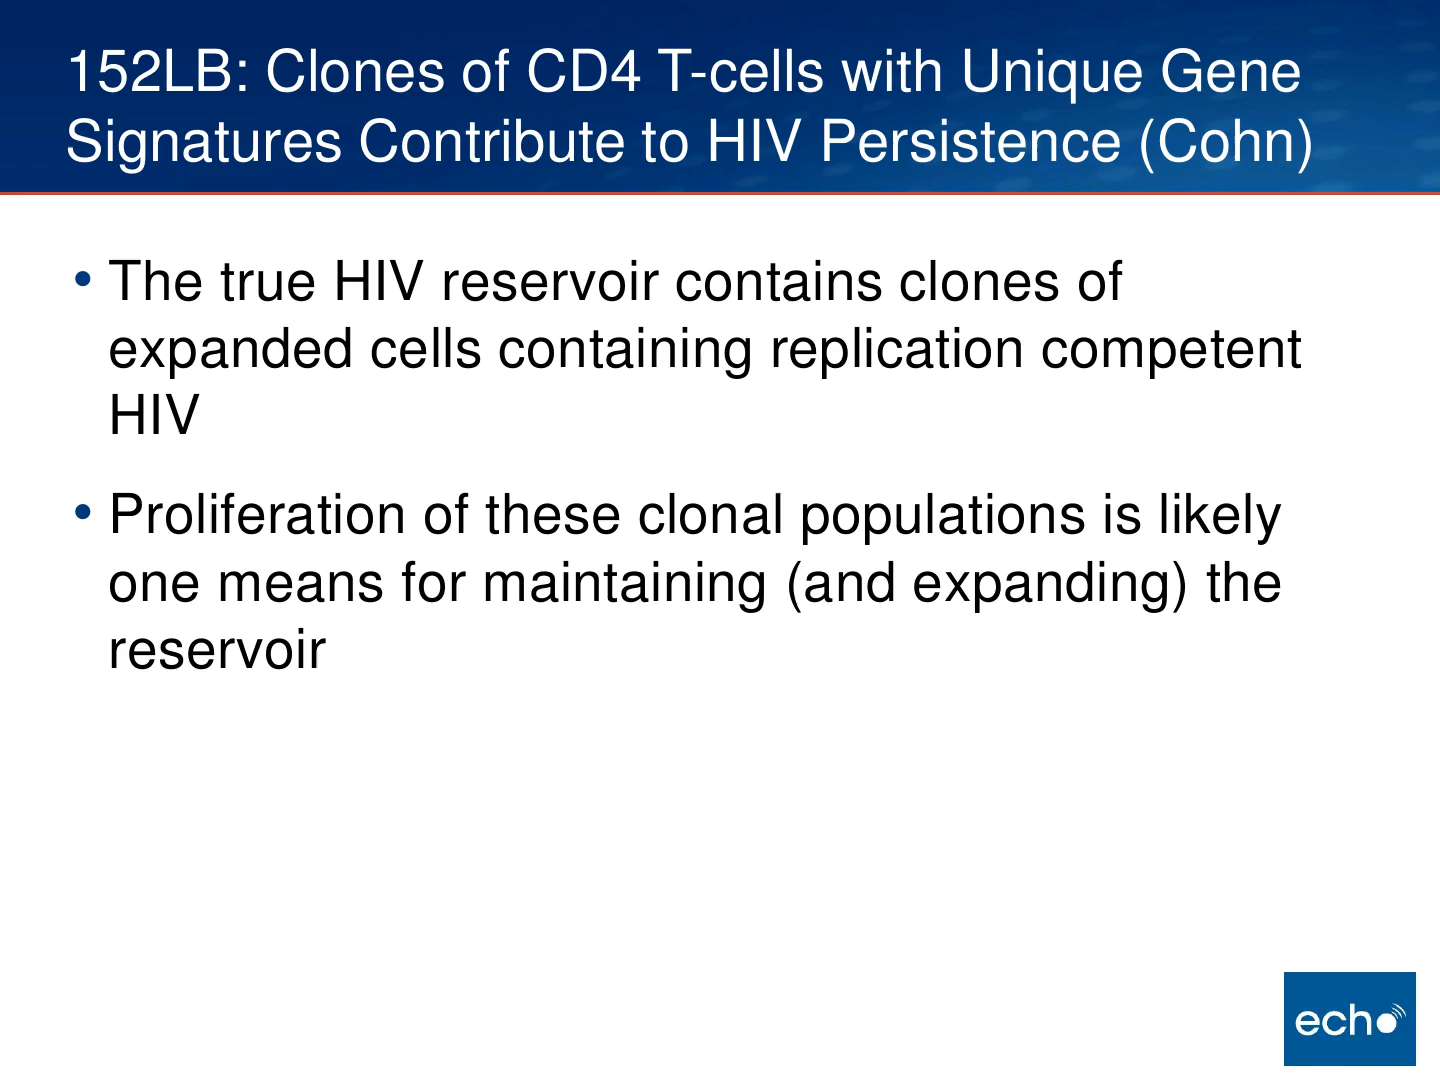 152LB: Clones of CD4 T-cells with Unique Gene
Signatures Contribute to HIV Persistence (Cohn)
• The true HIV reservoir contains clones of
expanded cells containing replication competent
HIV
• Proliferation of these clonal populations is likely
one means for maintaining (and expanding) the
reservoir
echo